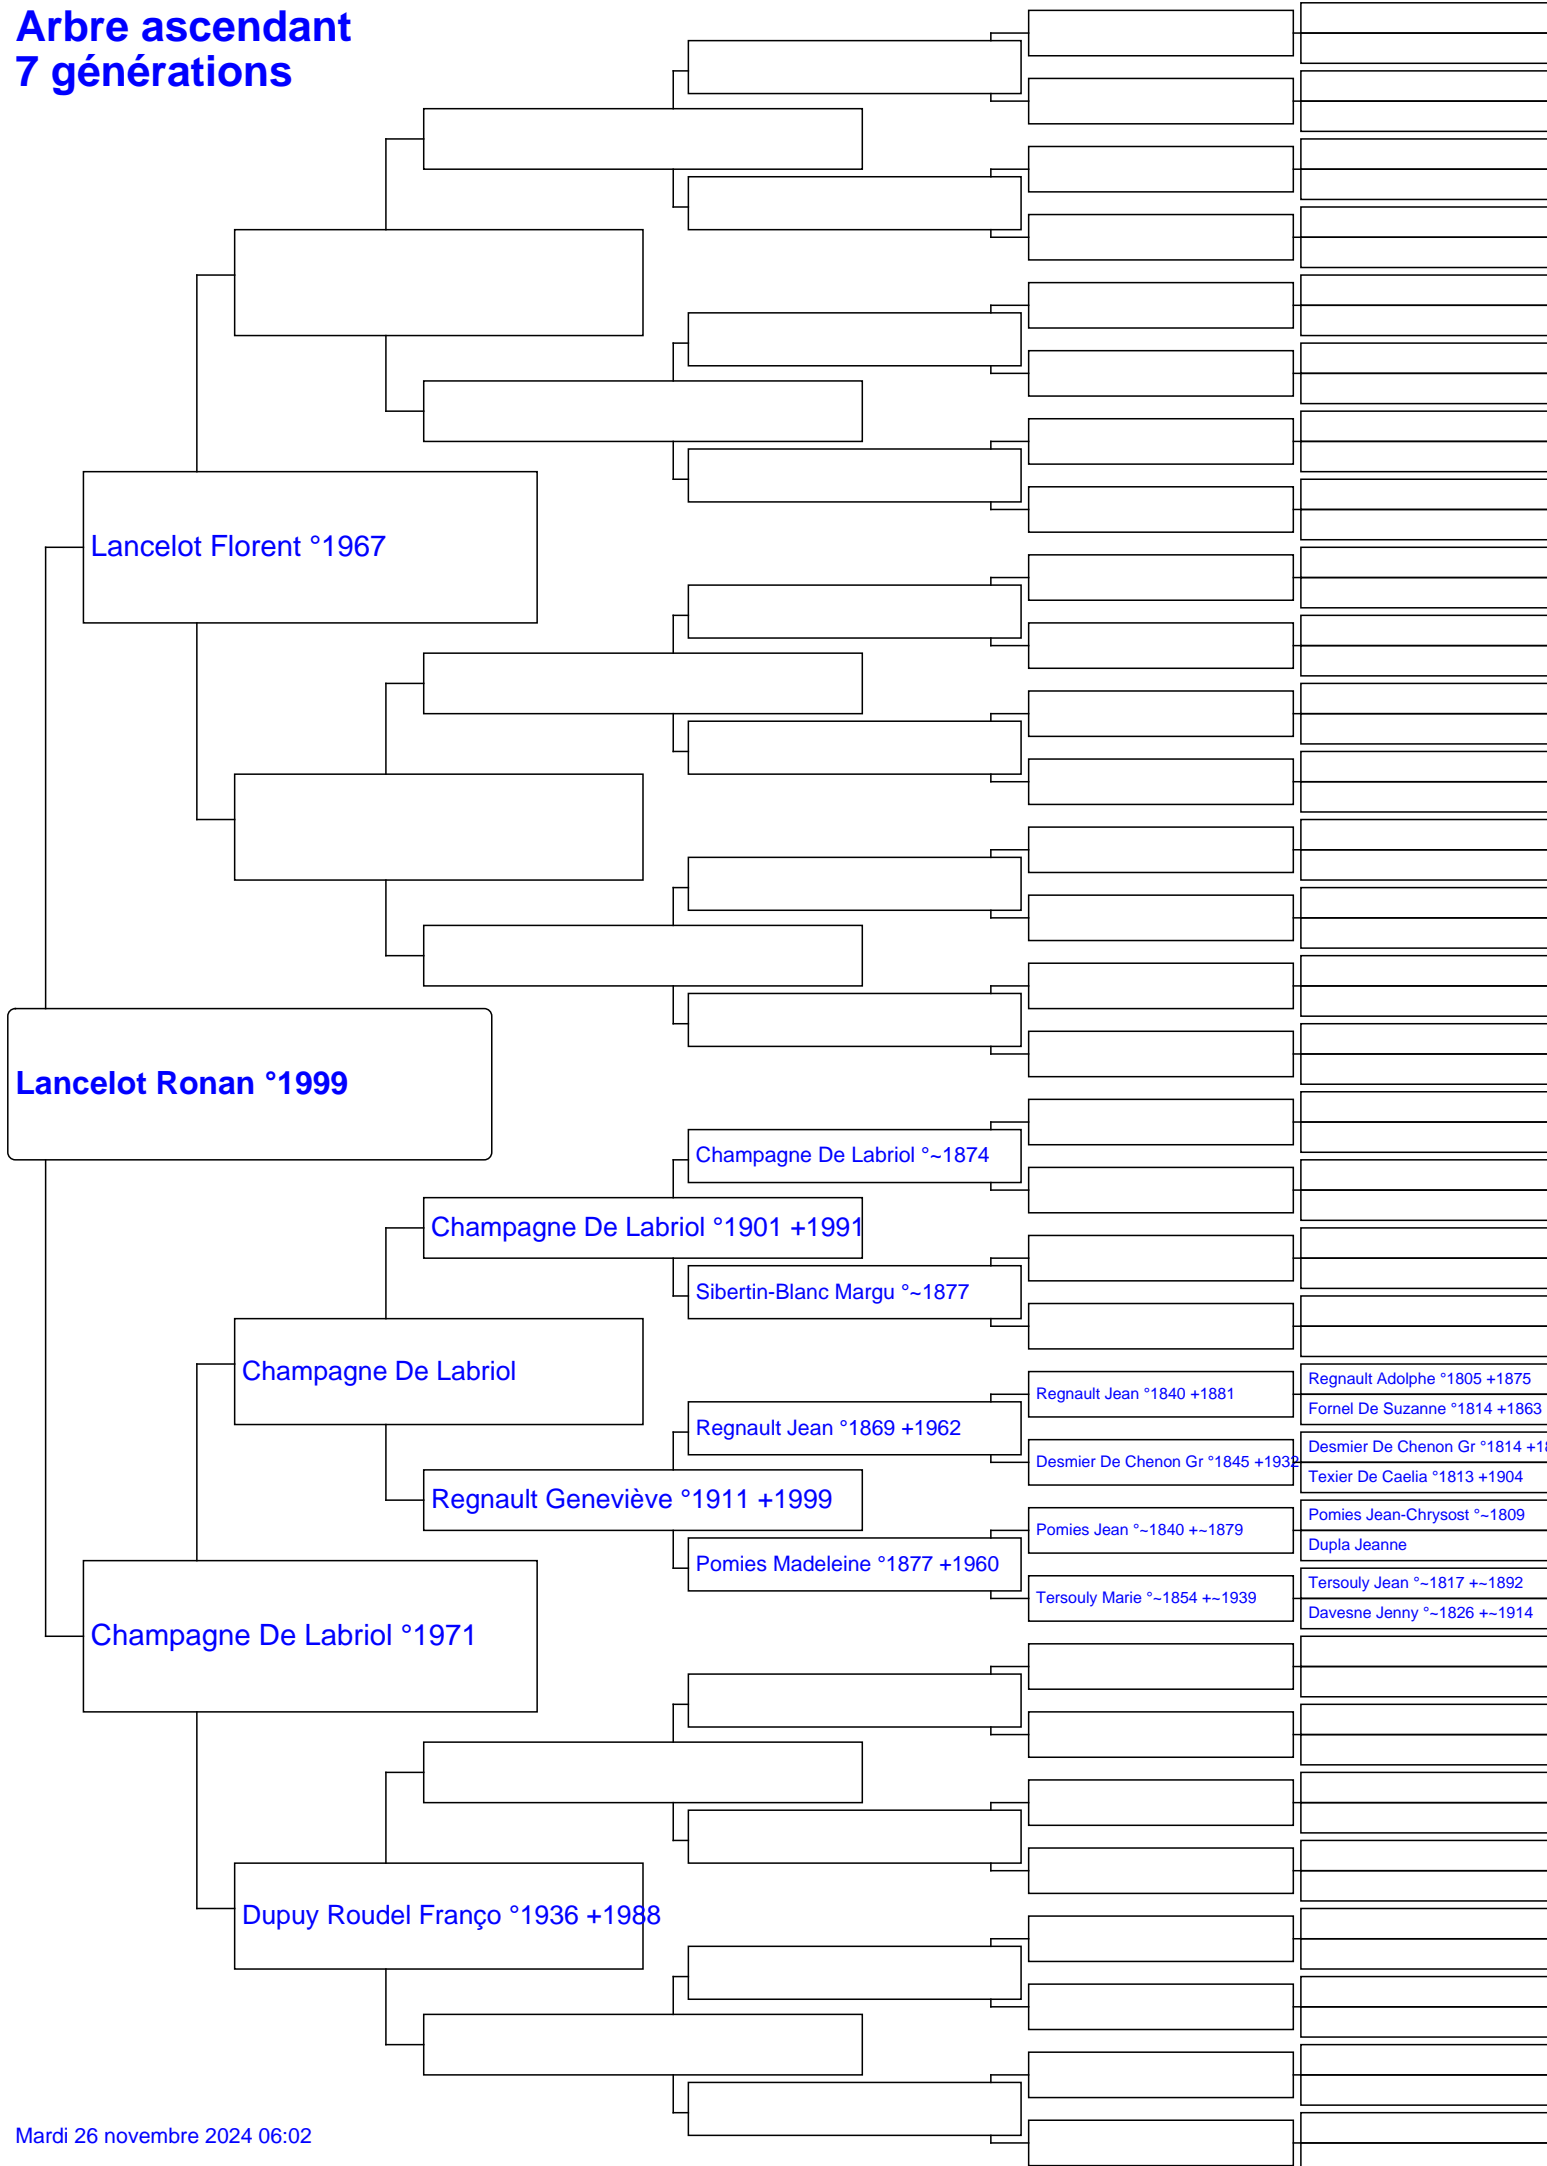 Arbre ascendant
7 générations
Lancelot Florent °1967
Lancelot Ronan °1999
Champagne De Labriol °~1874
Champagne De Labriol °1901 +1991
Sibertin-Blanc Margu °~1877
Champagne De Labriol
Regnault Adolphe °1805 +1875
Regnault Jean °1840 +1881
Fornel De Suzanne °1814 +1863
Regnault Jean °1869 +1962
Desmier De Chenon Gr °1814 +18
Desmier De Chenon Gr °1845 +1932
Texier De Caelia °1813 +1904
Regnault Geneviève °1911 +1999
Pomies Jean-Chrysost °~1809
Pomies Jean °~1840 +~1879
Dupla Jeanne
Pomies Madeleine °1877 +1960
Tersouly Jean °~1817 +~1892
Tersouly Marie °~1854 +~1939
Davesne Jenny °~1826 +~1914
Champagne De Labriol °1971
Dupuy Roudel Franço °1936 +1988
Mardi 26 novembre 2024 06:02